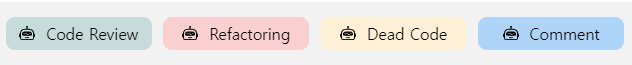 Code Review
Refactoring
Dead Code
Comment